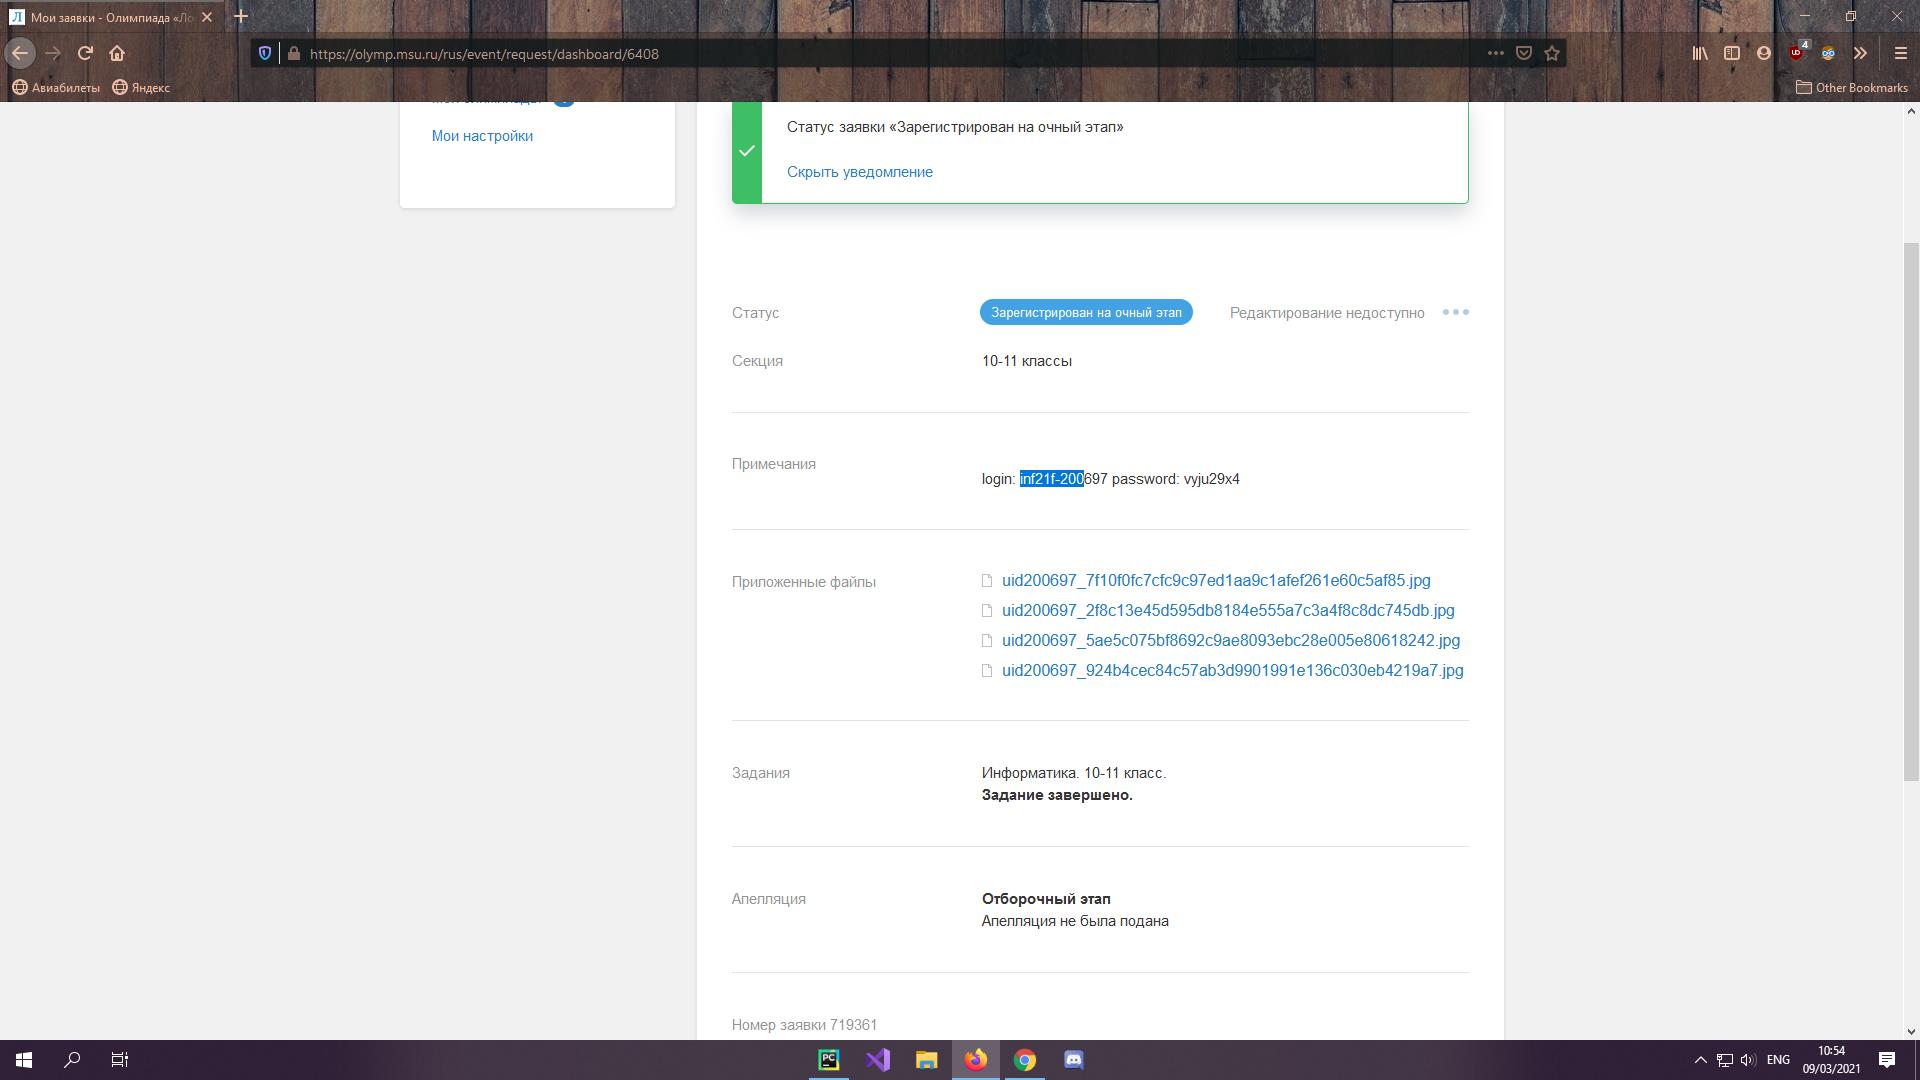 Мои заявки - Олимпиада «Ло
https://olymp.msu.ru/rus/event/request/dashboard/6408
4
Авиабилеты
Яндекс
Other Bookmarks
Мои настройки
Статус заявки «Зарегистрирован на очный этап»
Скрыть уведомление
Статус
Зарегистрирован на очный этап
Редактирование недоступно
Секция
10-11 классы
Примечания
login: inf21f-200697 password: vyju29x4
Приложенные файлы
uid200697_7f10f0fc7cfc9c97ed1aa9c1afef261e60c5af85.jpg
uid200697_2f8c13e45d595db8184e555a7c3a4f8c8dc745db.jpg
uid200697_5ae5c075bf8692c9ae8093ebc28e005e80618242.jpg
uid200697_924b4cec84c57ab3d9901991e136c030eb4219a7.jpg
Задания
Информатика. 10-11 класс.
Задание завершено.
Апелляция
Отборочный этап
Апелляция не была подана
Номер заявки 719361
PC
ENG
10:54
09/03/2021